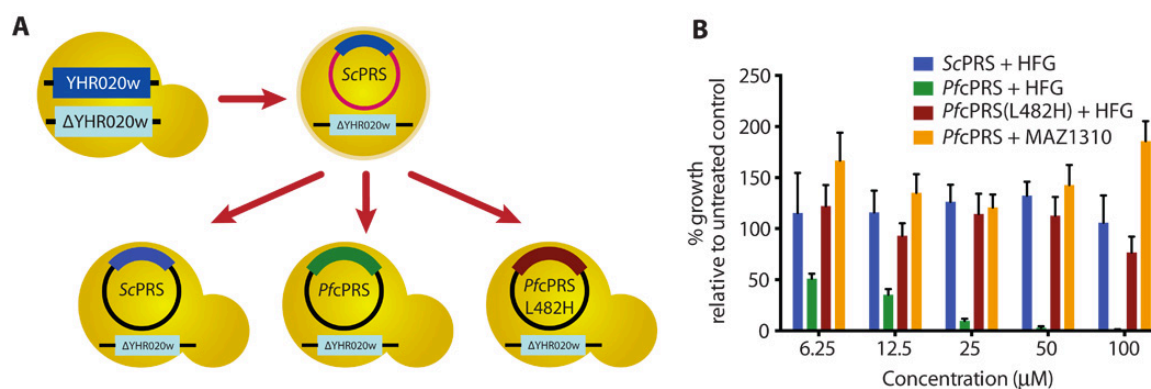 A
YHR020w
ΔYHR020w
ScPRS
ΔYHR020w
ScPRS
ΔYHR020w
PfcPRS
ΔYHR020w
PfcPRS
L482H
ΔYHR020w
B
ScPRS + HFG
PfcPRS + HFG
PfcPRS(L482H) + HFG
PfcPRS + MAZ1310
% growth
relative to untreated control
250
200
150
100
50
0
6.25 12.5 25 50 100
Concentration (μM)